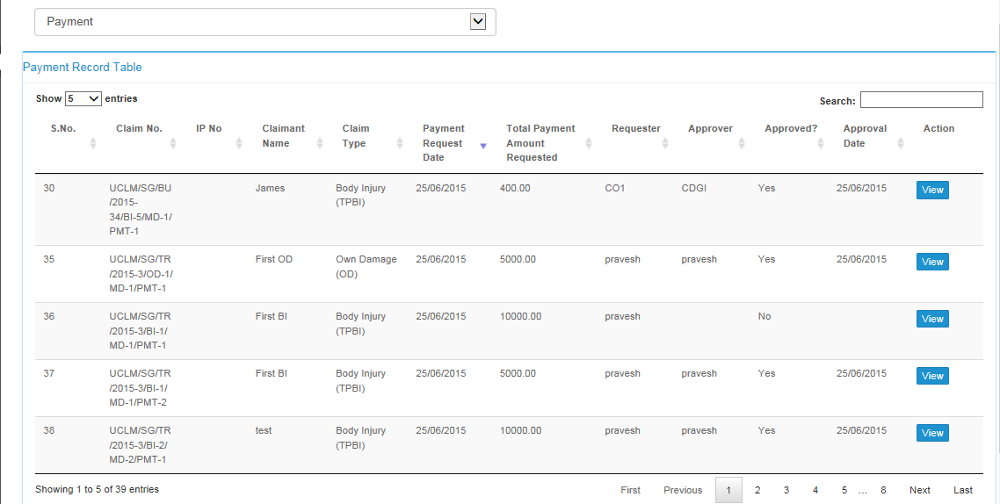 Payment
Payment Record Table
Show 5 entries
Search:
S.No. Claim No. IP No Claimant Name Claim Type Payment Request Date Total Payment Amount Requested Requester Approver Approved? Approval Date Action
30 UCLM/SG/BU/2015-34/BI-5/MD-1/PMT-1 James Body Injury (TPBI) 25/06/2015 400.00 CO1 CDGI Yes 25/06/2015 View
35 UCLM/SG/TR/2015-3/OD-1/MD-1/PMT-1 First OD Own Damage (OD) 25/06/2015 5000.00 pravesh pravesh Yes 25/06/2015 View
36 UCLM/SG/TR/2015-3/BI-1/MD-1/PMT-1 First BI Body Injury (TPBI) 25/06/2015 10000.00 pravesh No View
37 UCLM/SG/TR/2015-3/BI-1/MD-1/PMT-2 First BI Body Injury (TPBI) 25/06/2015 5000.00 pravesh pravesh Yes 25/06/2015 View
38 UCLM/SG/TR/2015-3/BI-2/MD-2/PMT-1 test Body Injury (TPBI) 25/06/2015 10000.00 pravesh pravesh Yes 25/06/2015 View
Showing 1 to 5 of 39 entries
First Previous 1 2 3 4 5 … 8 Next Last